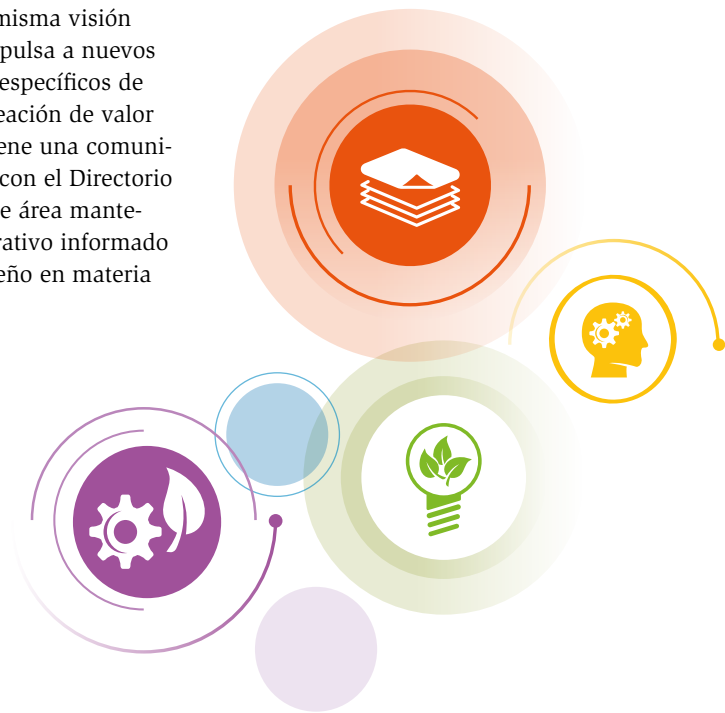 misma visión
pulsa a nuevos
específicos de
eación de valor
ene una comuni-
con el Directorio
e área mante-
rativo informado
eño en materia